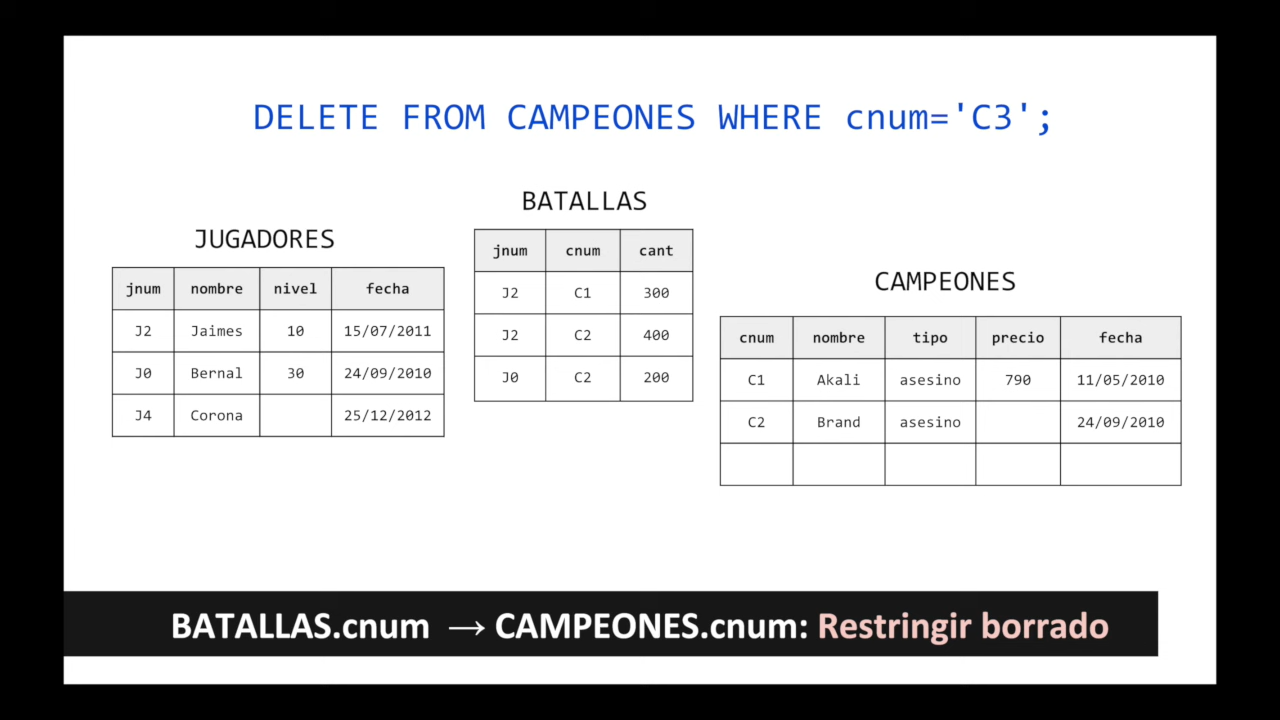 DELETE FROM CAMPEONES WHERE cnum='C3';
JUGADORES
jnum nombre nivel fecha
J2 Jaimes 10 15/07/2011
J0 Bernal 30 24/09/2010
J4 Corona 25/12/2012
BATALLAS
jnum cnum cant
J2 C1 300
J2 C2 400
J0 C2 200
CAMPEONES
cnum nombre tipo precio fecha
C1 Akali asesino 790 11/05/2010
C2 Brand asesino 24/09/2010
BATALLAS.cnum → CAMPEONES.cnum: Restringir borrado